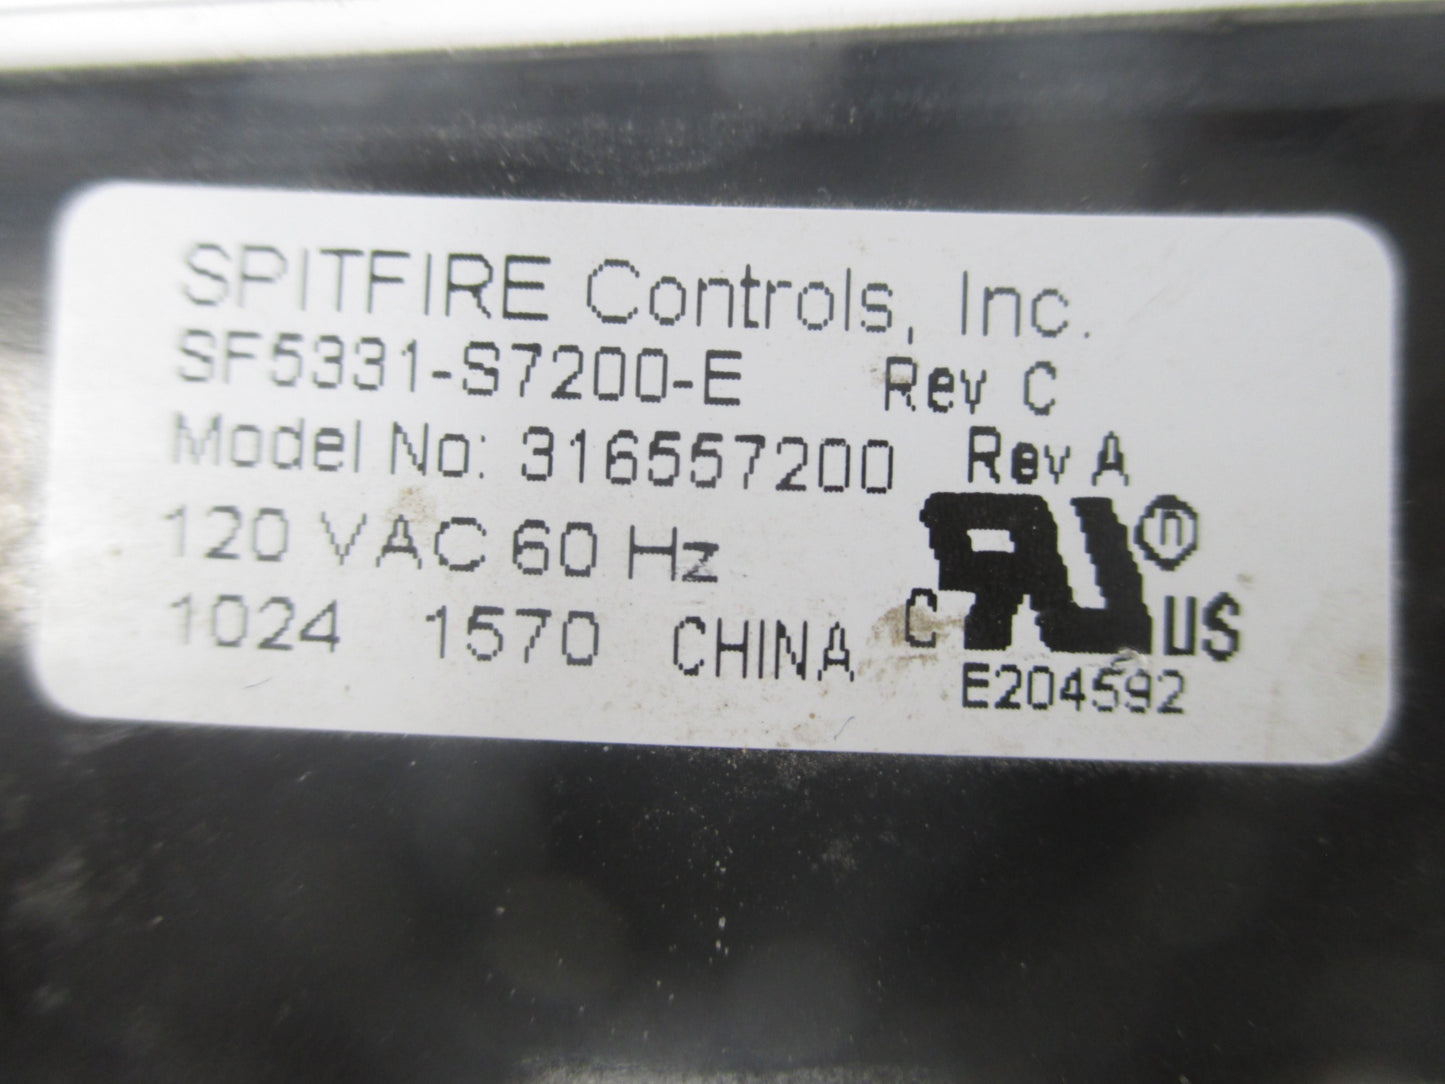 SPITFIRE Controls, Inc.
SF5331-S7200-E Rev C
Model No: 316557200 Rev A
120 VAC 60 Hz
1024 1570 CHINA
C RU US ⓝ
E204592